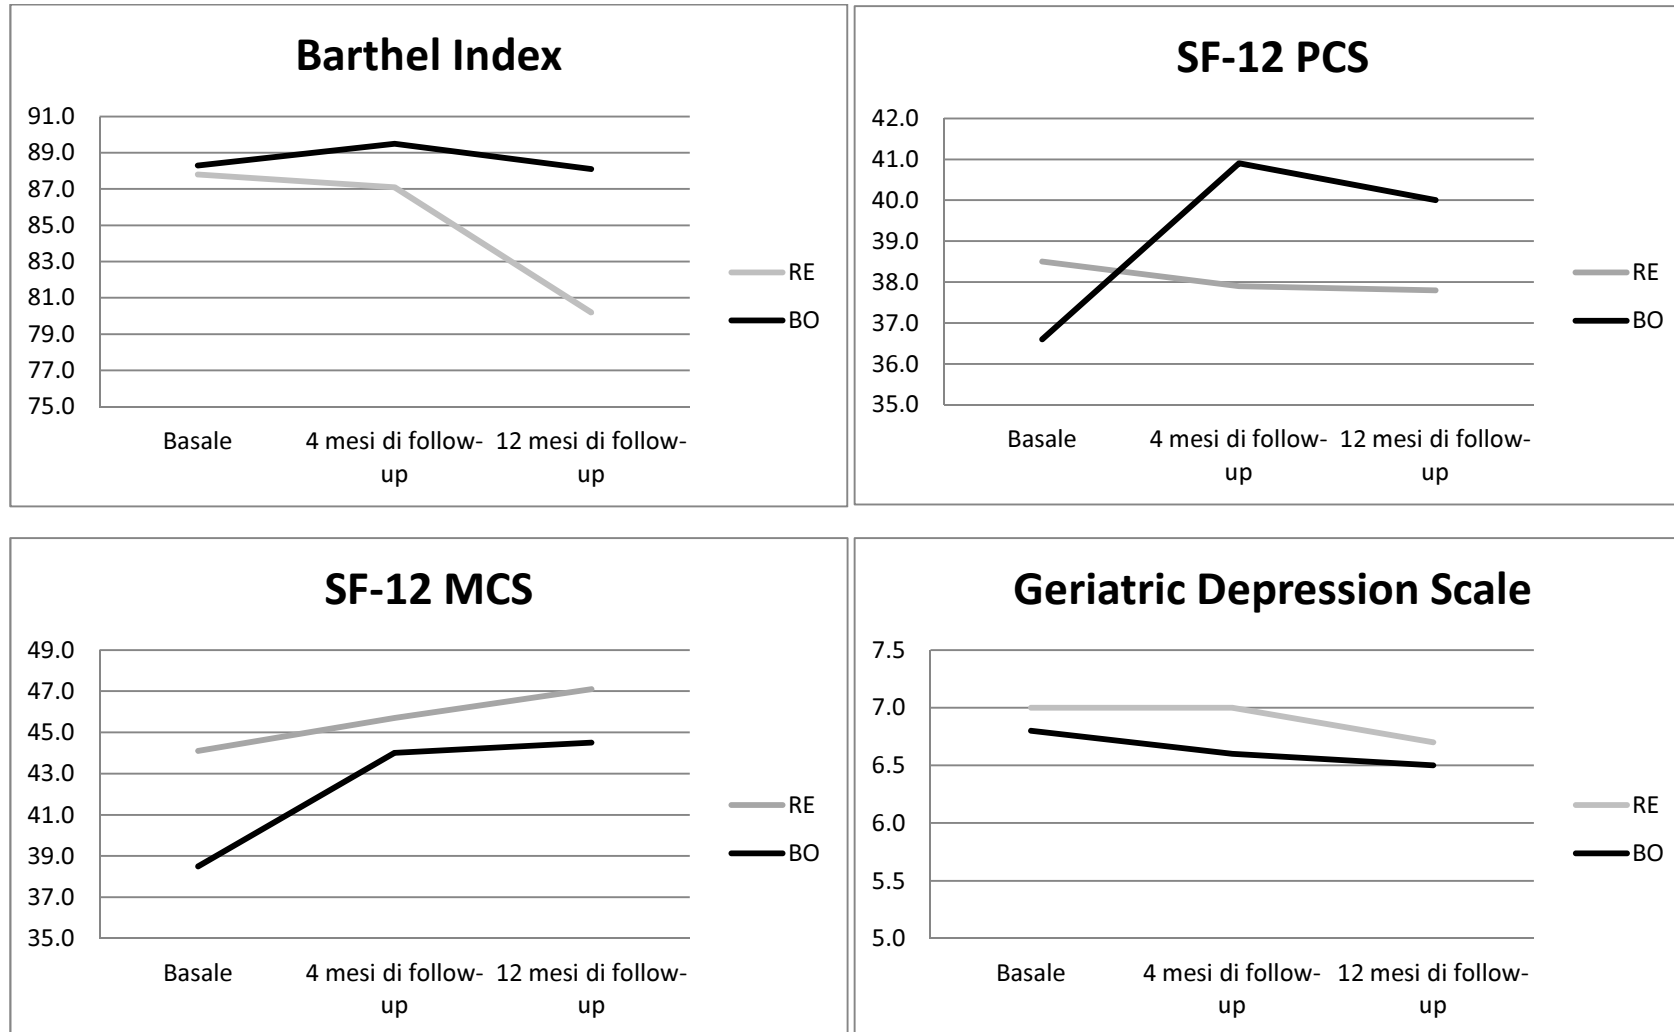 Barthel Index
91.0
89.0
87.0
85.0
83.0
81.0
79.0
77.0
75.0
Basale
4 mesi di follow-
up
12 mesi di follow-
up
RE
BO
SF-12 PCS
42.0
41.0
40.0
39.0
38.0
37.0
36.0
35.0
Basale
4 mesi di follow-
up
12 mesi di follow-
up
RE
BO
SF-12 MCS
49.0
47.0
45.0
43.0
41.0
39.0
37.0
35.0
Basale
4 mesi di follow-
up
12 mesi di follow-
up
RE
BO
Geriatric Depression Scale
7.5
7.0
6.5
6.0
5.5
5.0
Basale
4 mesi di follow-
up
12 mesi di follow-
up
RE
BO